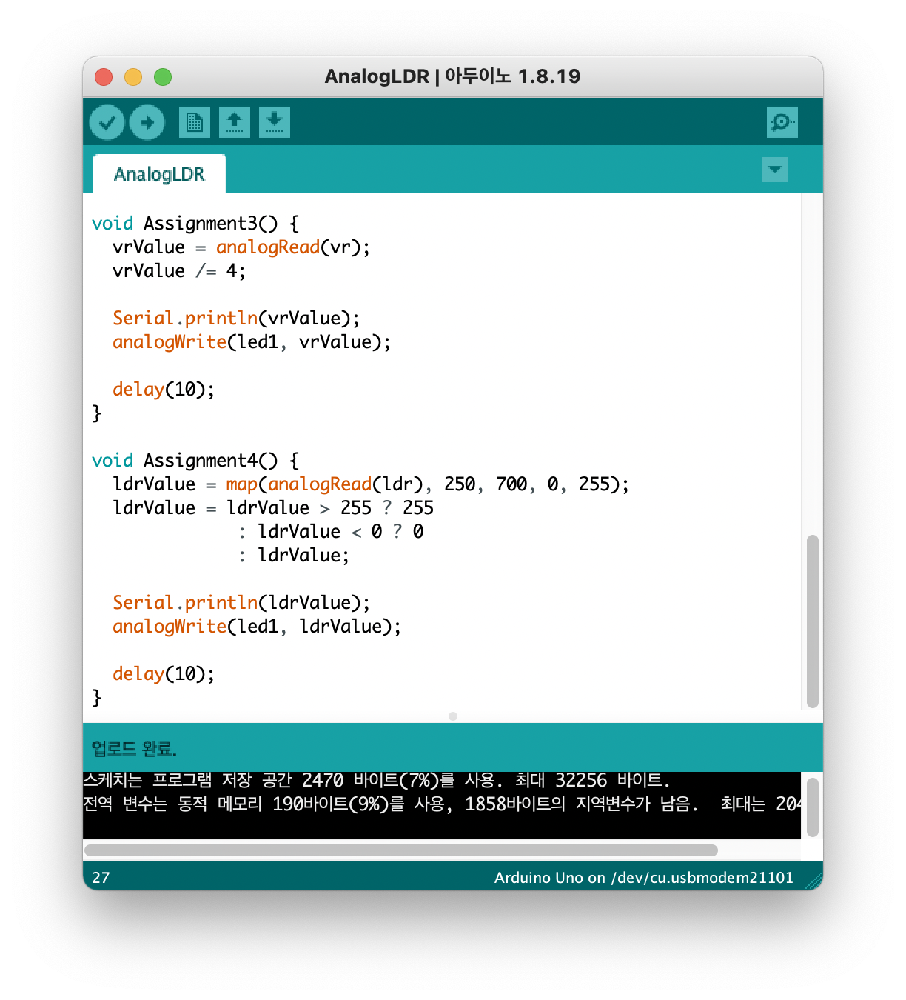 AnalogLDR | 아두이노 1.8.19
AnalogLDR
void Assignment3() {
  vrValue = analogRead(vr);
  vrValue /= 4;

  Serial.println(vrValue);
  analogWrite(led1, vrValue);

  delay(10);
}

void Assignment4() {
  ldrValue = map(analogRead(ldr), 250, 700, 0, 255);
  ldrValue = ldrValue > 255 ? 255
              : ldrValue < 0 ? 0
              : ldrValue;

  Serial.println(ldrValue);
  analogWrite(led1, ldrValue);

  delay(10);
}
업로드 완료.
스케치는 프로그램 저장 공간 2470 바이트(7%)를 사용. 최대 32256 바이트.
전역 변수는 동적 메모리 190바이트(9%)를 사용, 1858바이트의 지역변수가 남음.  최대는 204
27
Arduino Uno on /dev/cu.usbmodem21101